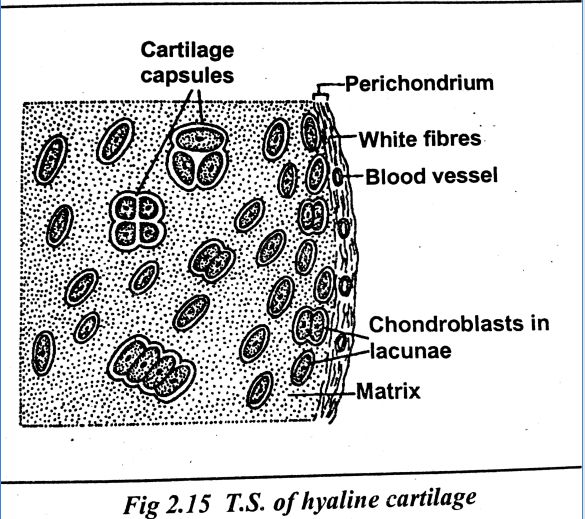 Cartilage
capsules
Perichondrium
White fibres
Blood vessel
Chondroblasts in
lacunae
Matrix
Fig 2.15 T.S. of hyaline cartilage